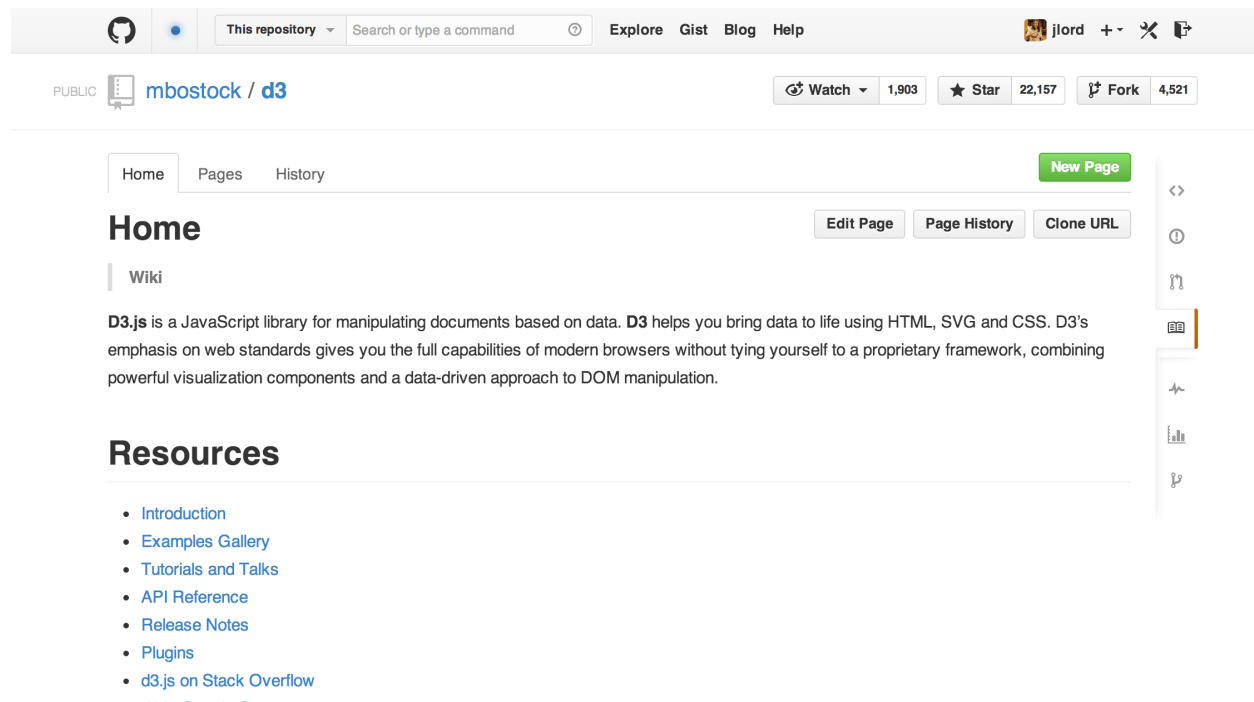 This repository Search or type a command Explore Gist Blog Help jlord
PUBLIC mbostock / d3 Watch 1,903 Star 22,157 Fork 4,521
Home Pages History New Page
Home Edit Page Page History Clone URL
Wiki
D3.js is a JavaScript library for manipulating documents based on data. D3 helps you bring data to life using HTML, SVG and CSS. D3’s
emphasis on web standards gives you the full capabilities of modern browsers without tying yourself to a proprietary framework, combining
powerful visualization components and a data-driven approach to DOM manipulation.
Resources
• Introduction
• Examples Gallery
• Tutorials and Talks
• API Reference
• Release Notes
• Plugins
• d3.js on Stack Overflow